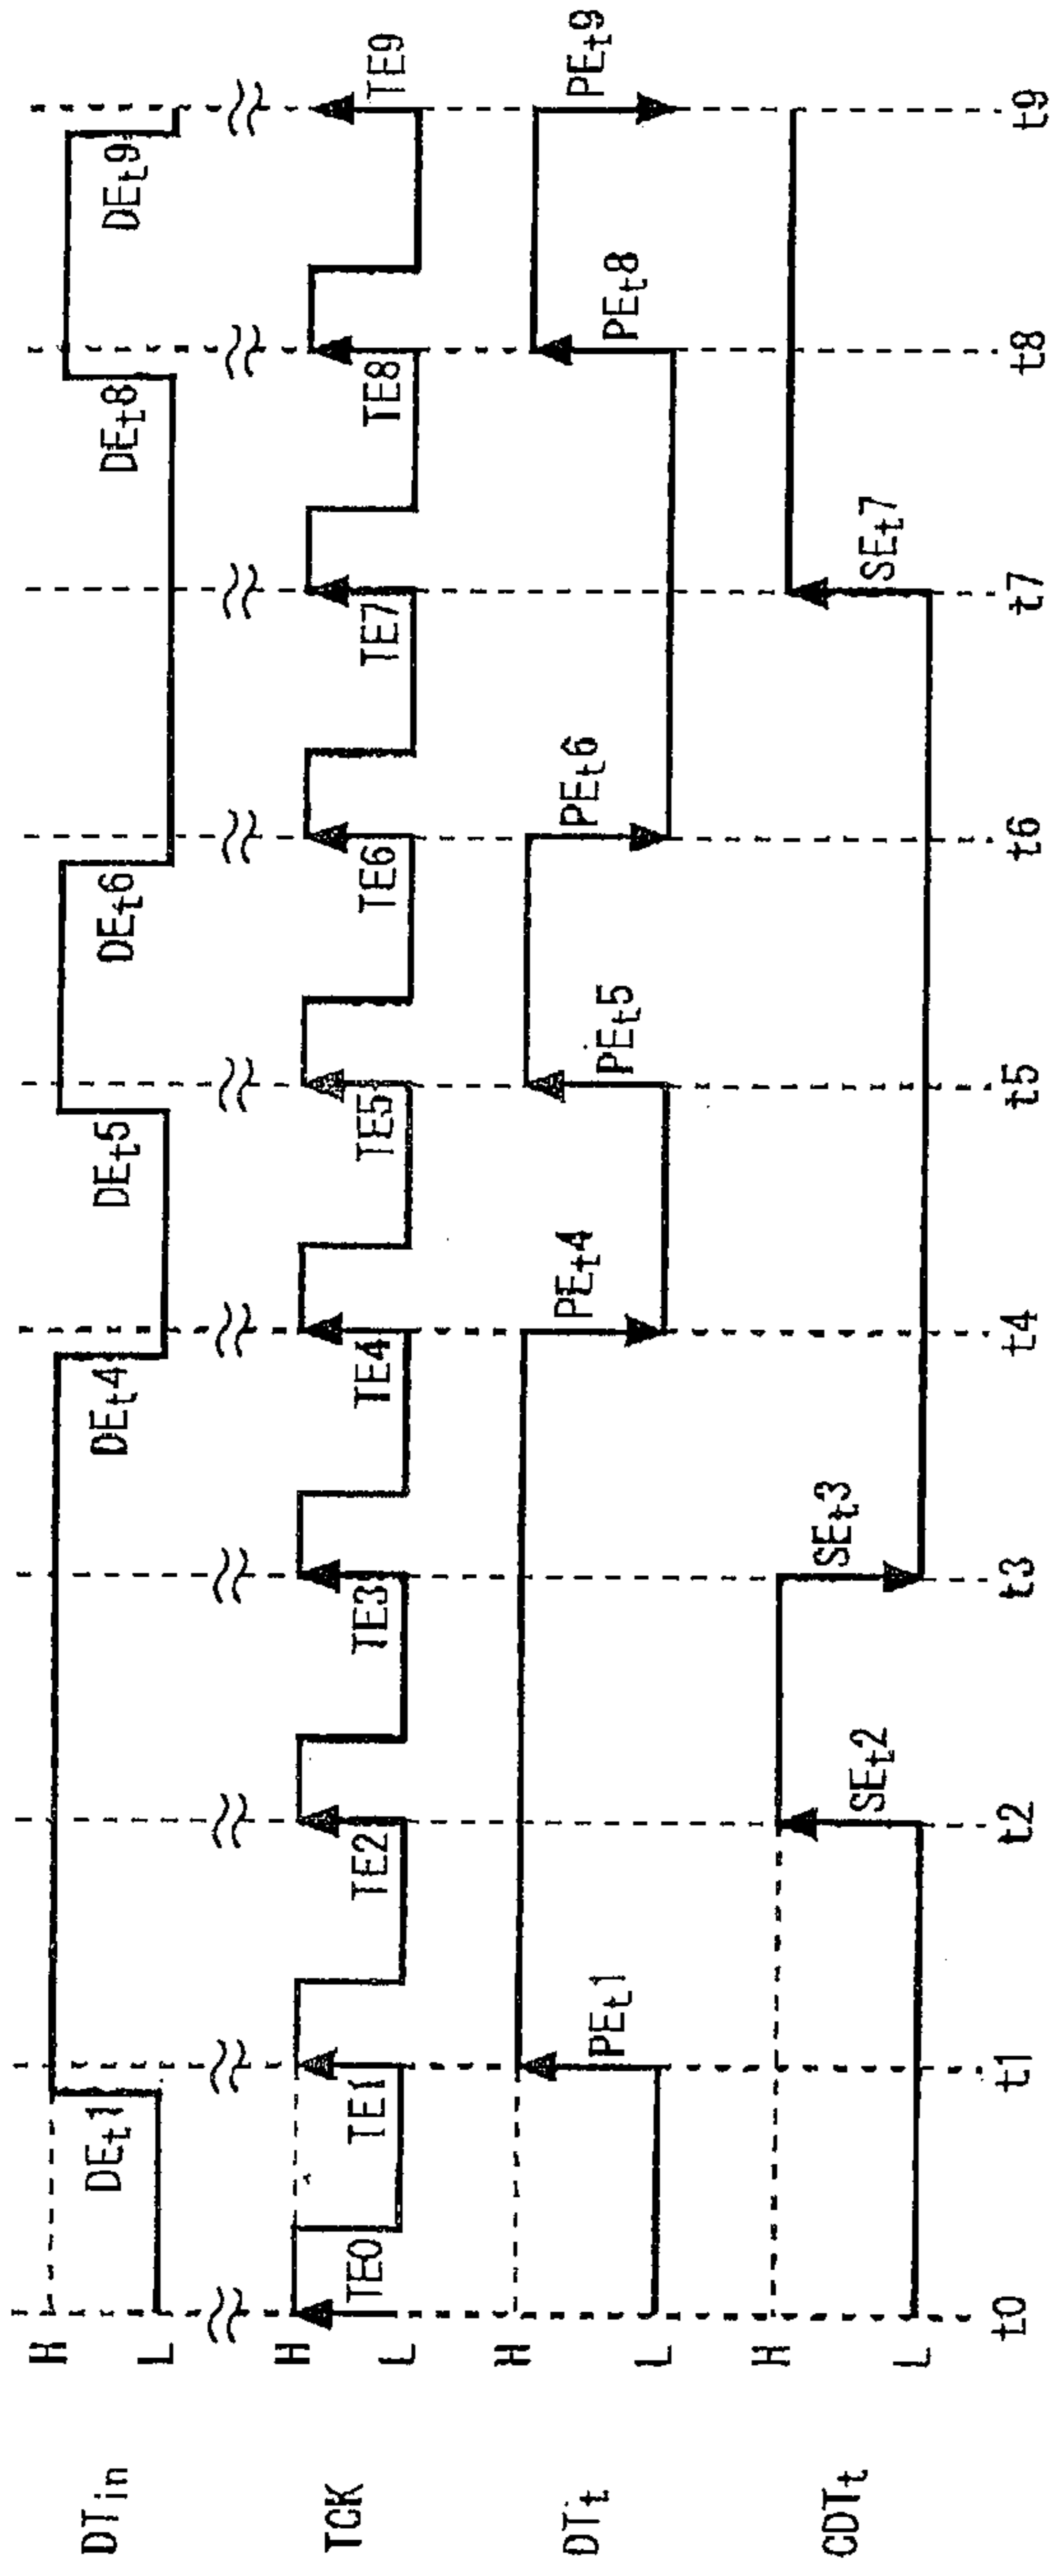 DTin H L DEt1 DEt4 DEt5 DEt6 DEt8 DEt9
TCK H L TE0 TE1 TE2 TE3 TE4 TE5 TE6 TE7 TE8 TE9
DTt H L PEt1 PEt4 PEt5 PEt6 PEt8 PEt9
CDTt H L SEt2 SEt3 SEt7
t0 t1 t2 t3 t4 t5 t6 t7 t8 t9